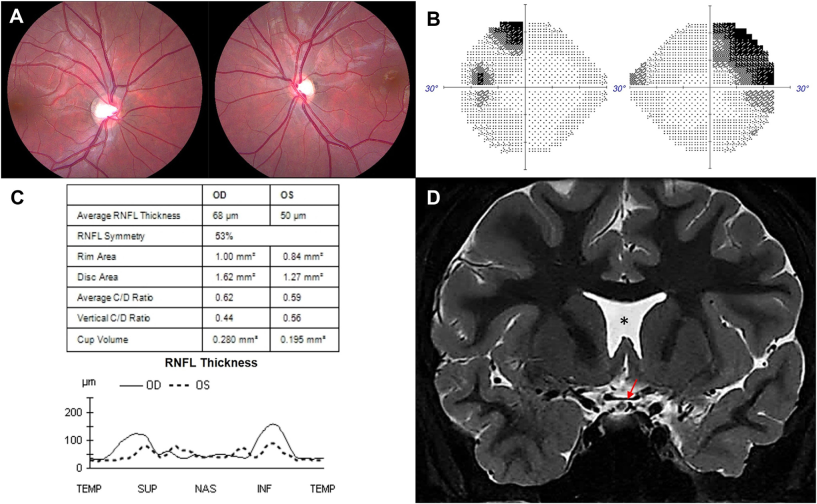 A
B
30°
30°
30°
C
OD OS
Average RNFL Thickness 68 µm 50 µm
RNFL Symmetry 53%
Rim Area 1.00 mm² 0.84 mm²
Disc Area 1.62 mm² 1.27 mm²
Average C/D Ratio 0.62 0.59
Vertical C/D Ratio 0.44 0.56
Cup Volume 0.280 mm³ 0.195 mm³
RNFL Thickness
µm OD OS
200
100
0
TEMP SUP NAS INF TEMP
D
*